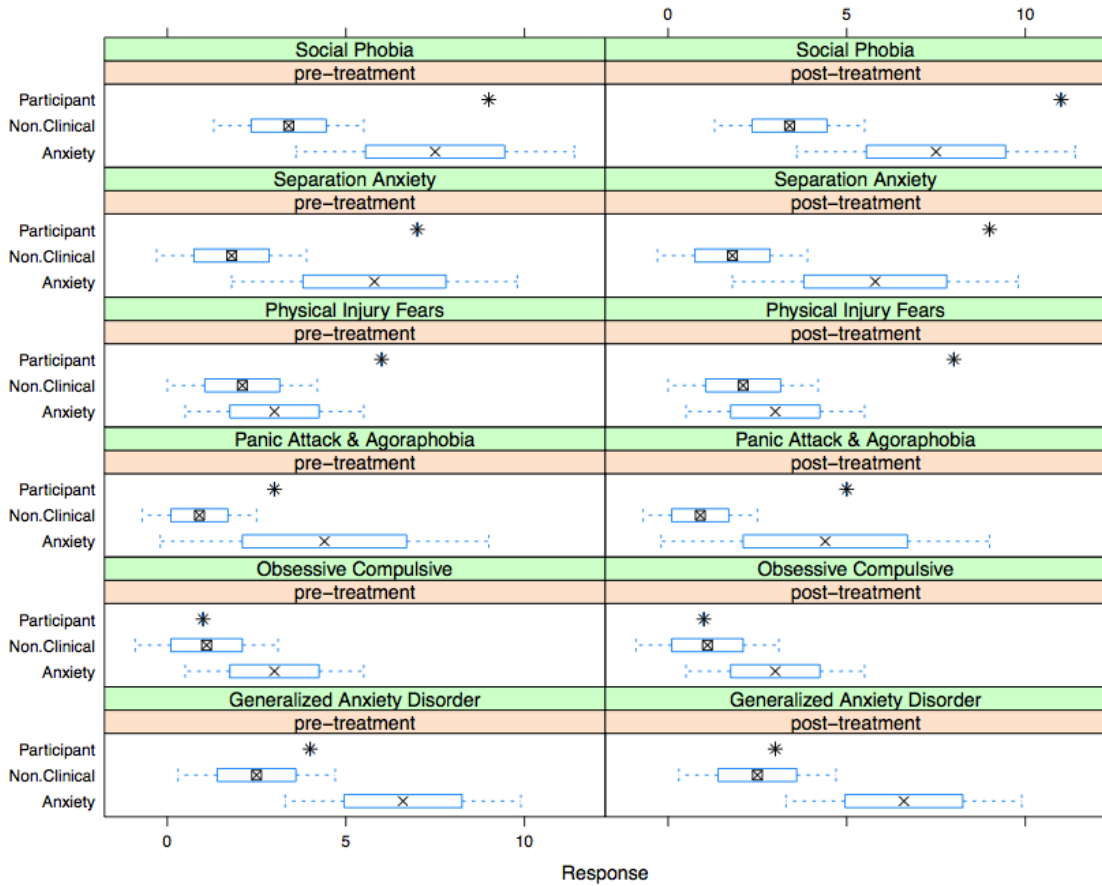 0 5 10
Social Phobia Social Phobia
pre-treatment post-treatment
Participant
Non.Clinical
Anxiety
Separation Anxiety Separation Anxiety
pre-treatment post-treatment
Participant
Non.Clinical
Anxiety
Physical Injury Fears Physical Injury Fears
pre-treatment post-treatment
Participant
Non.Clinical
Anxiety
Panic Attack & Agoraphobia Panic Attack & Agoraphobia
pre-treatment post-treatment
Participant
Non.Clinical
Anxiety
Obsessive Compulsive Obsessive Compulsive
pre-treatment post-treatment
Participant
Non.Clinical
Anxiety
Generalized Anxiety Disorder Generalized Anxiety Disorder
pre-treatment post-treatment
Participant
Non.Clinical
Anxiety
0 5 10
Response